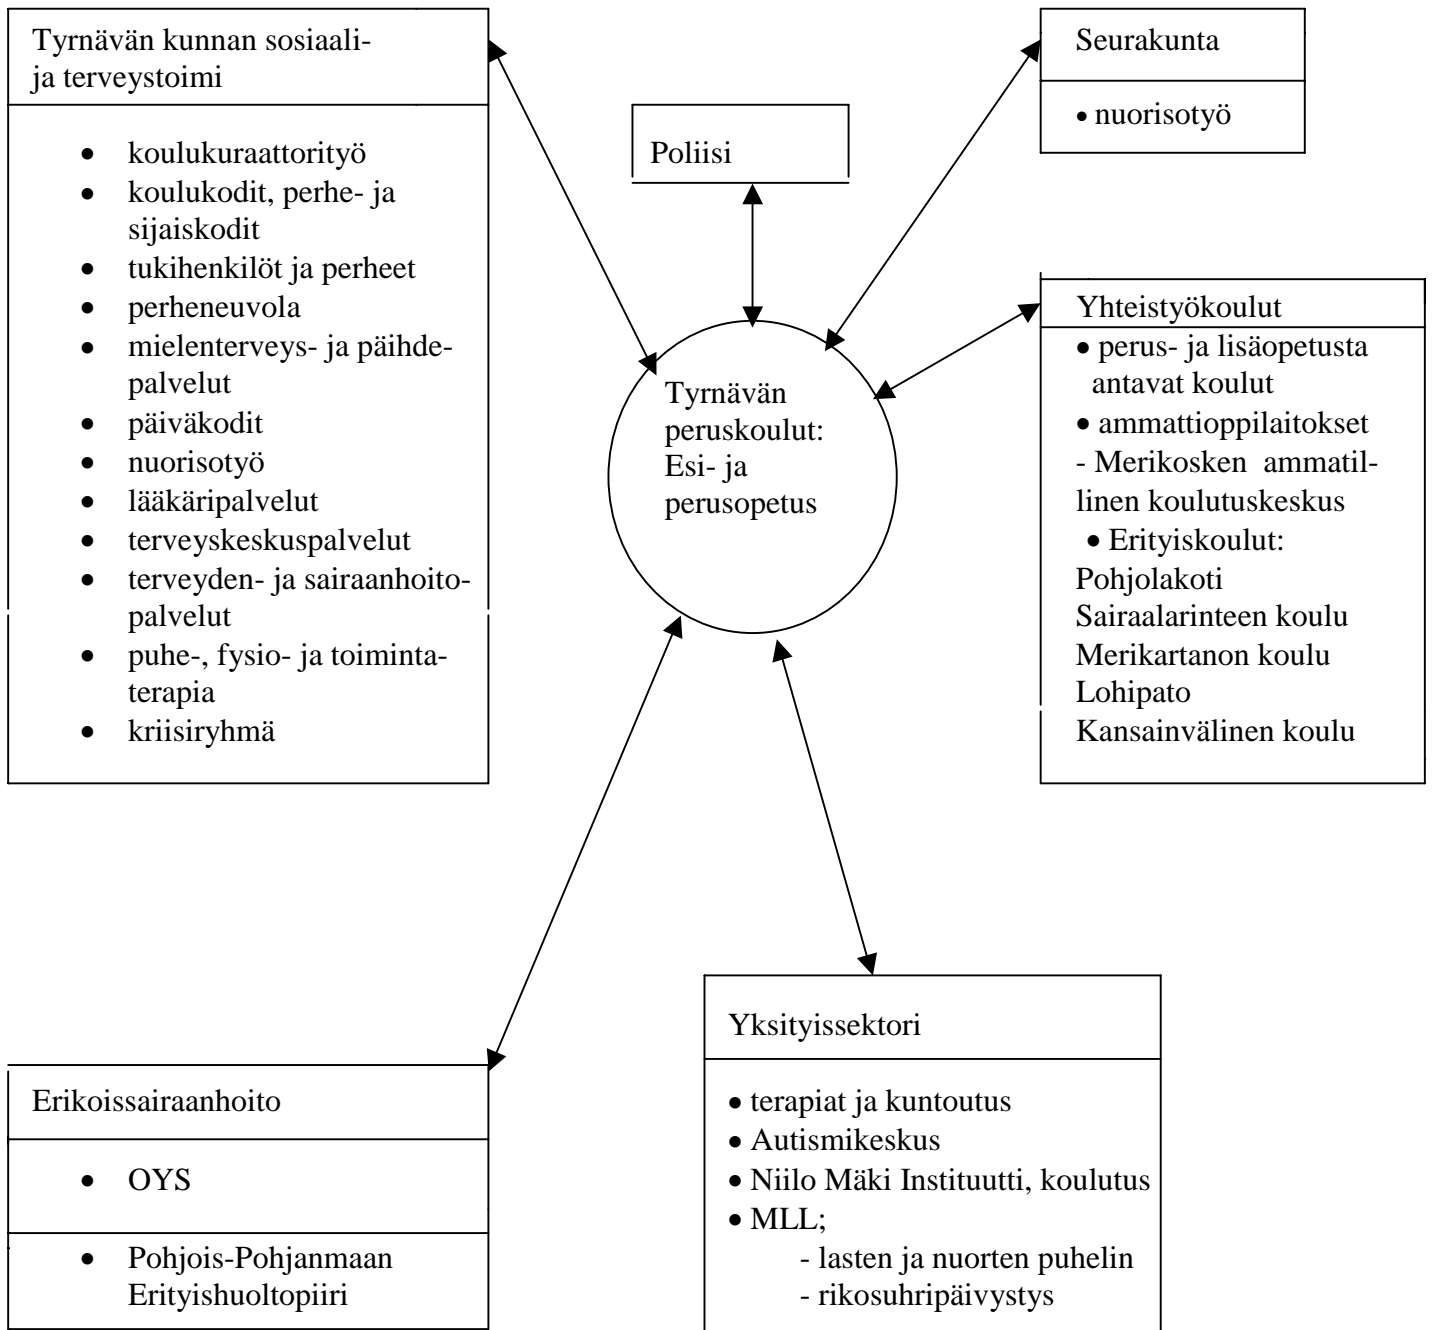 Tyrnävän kunnan sosiaali-
ja terveystoimi
• koulukuraattorityö
• koulukodit, perhe- ja
sijaiskodit
• tukihenkilöt ja perheet
• perheneuvola
• mielenterveys- ja päihde-
palvelut
• päiväkodit
• nuorisotyö
• lääkäripalvelut
• terveyskeskuspalvelut
• terveyden- ja sairaanhoito-
palvelut
• puhe-, fysio- ja toiminta-
terapia
• kriisiryhmä
Poliisi
Seurakunta
• nuorisotyö
Tyrnävän
peruskoulut:
Esi- ja
perusopetus
Yhteistyökoulut
• perus- ja lisäopetusta
antavat koulut
• ammattioppilaitokset
- Merikosken ammatil-
linen koulutuskeskus
• Erityiskoulut:
Pohjolakoti
Sairaalarinteen koulu
Merikartanon koulu
Lohipato
Kansainvälinen koulu
Erikoissairaanhoito
• OYS
• Pohjois-Pohjanmaan
Erityishuoltopiiri
Yksityissektori
• terapiat ja kuntoutus
• Autismikeskus
• Niilo Mäki Instituutti, koulutus
• MLL;
- lasten ja nuorten puhelin
- rikosuhripäivystys